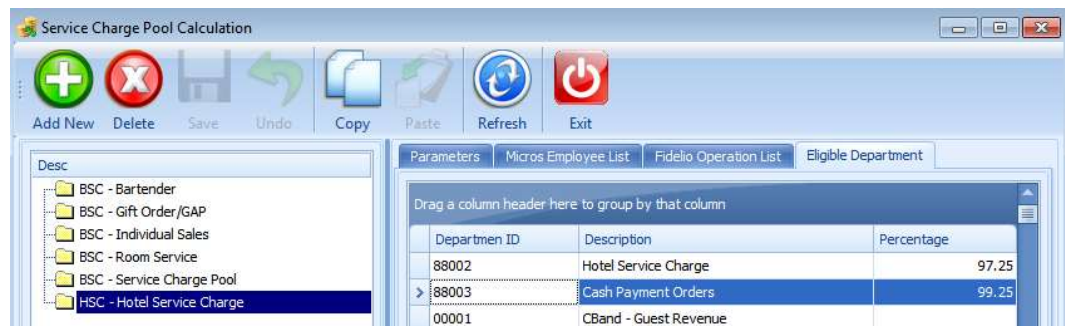 Service Charge Pool Calculation
Add New Delete Save Undo Copy Paste Refresh Exit
Desc
BSC - Bartender
BSC - Gift Order/GAP
BSC - Individual Sales
BSC - Room Service
BSC - Service Charge Pool
HSC - Hotel Service Charge
Parameters Micros Employee List Fidelio Operation List Eligible Department
Drag a column header here to group by that column
Departmen ID Description Percentage
88002 Hotel Service Charge 97.25
88003 Cash Payment Orders 99.25
00001 CBand - Guest Revenue